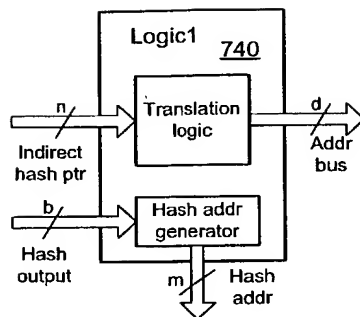 Logic1
740
n
Translation
logic
d
Indirect
hash ptr
Addr
bus
b
Hash addr
generator
Hash
output
m
Hash
addr